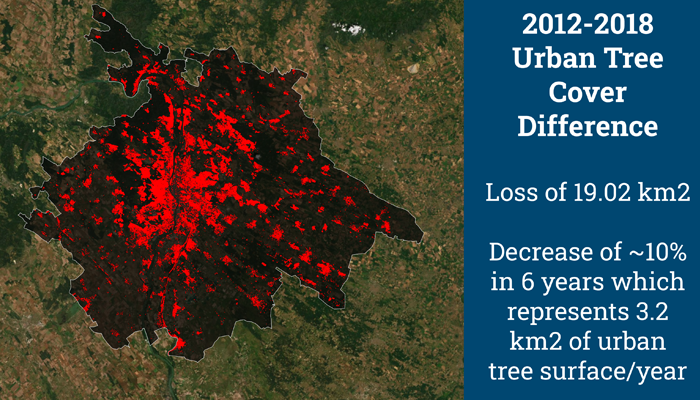 2012-2018
Urban Tree
Cover
Difference
Loss of 19.02 km2
Decrease of ~10%
in 6 years which
represents 3.2
km2 of urban
tree surface/year